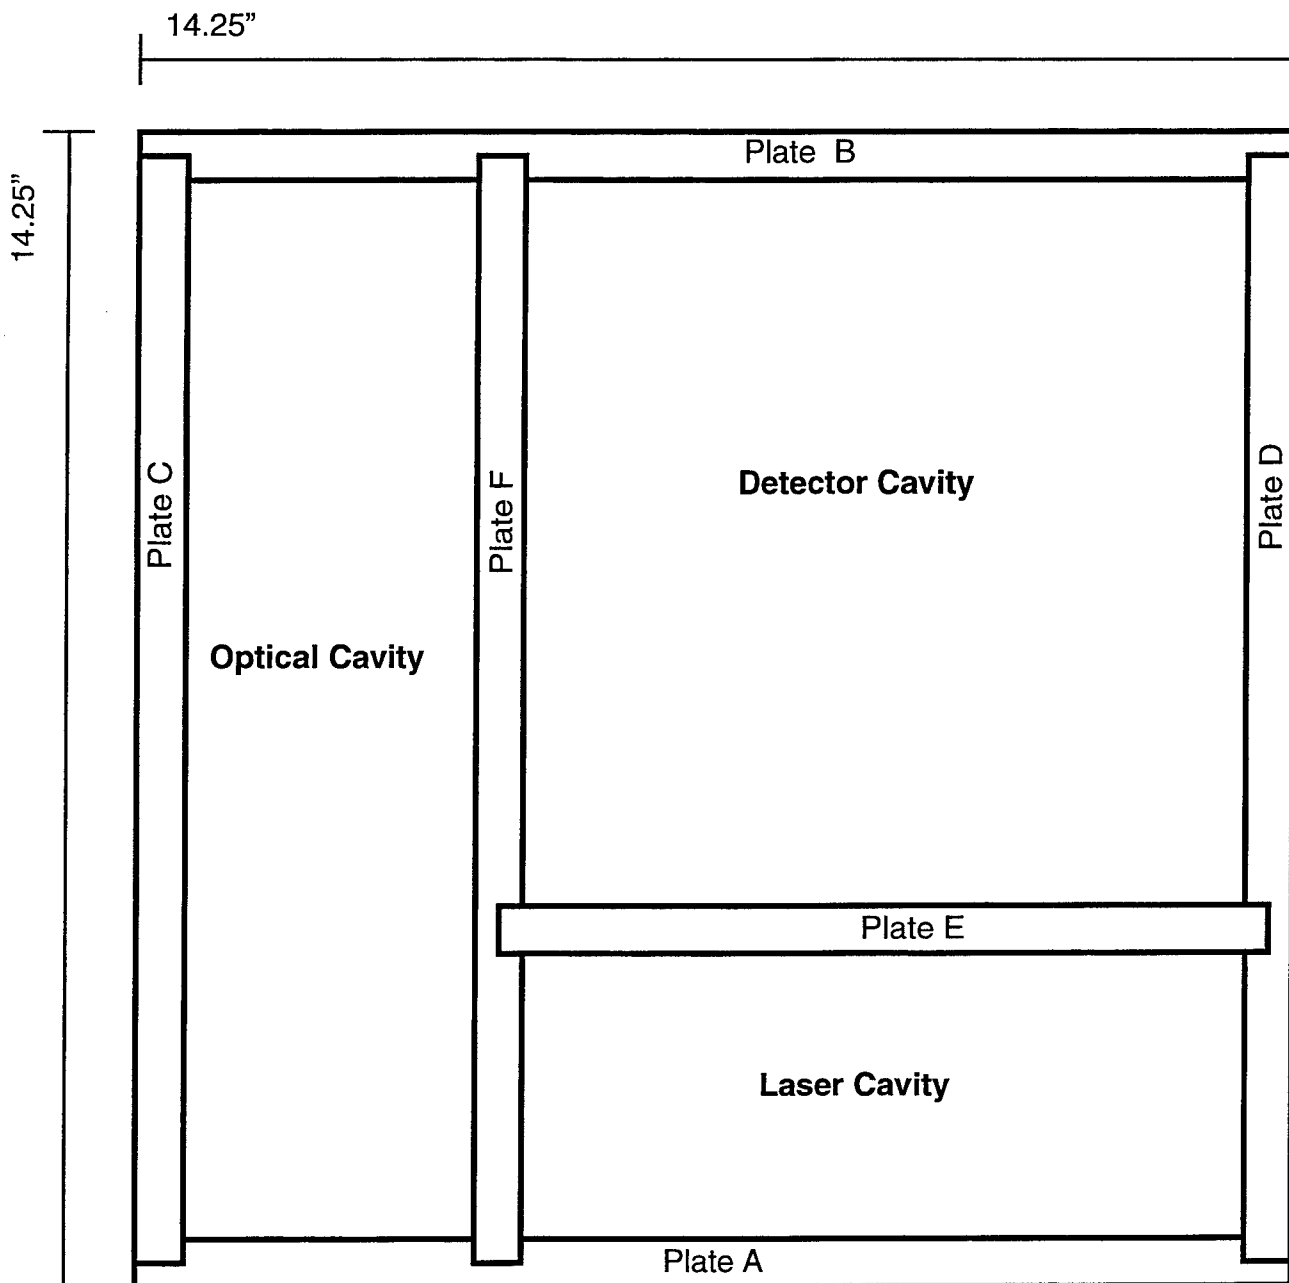 14.25”
14.25”
Plate B
Plate C
Plate F
Detector Cavity
Plate D
Optical Cavity
Plate E
Laser Cavity
Plate A